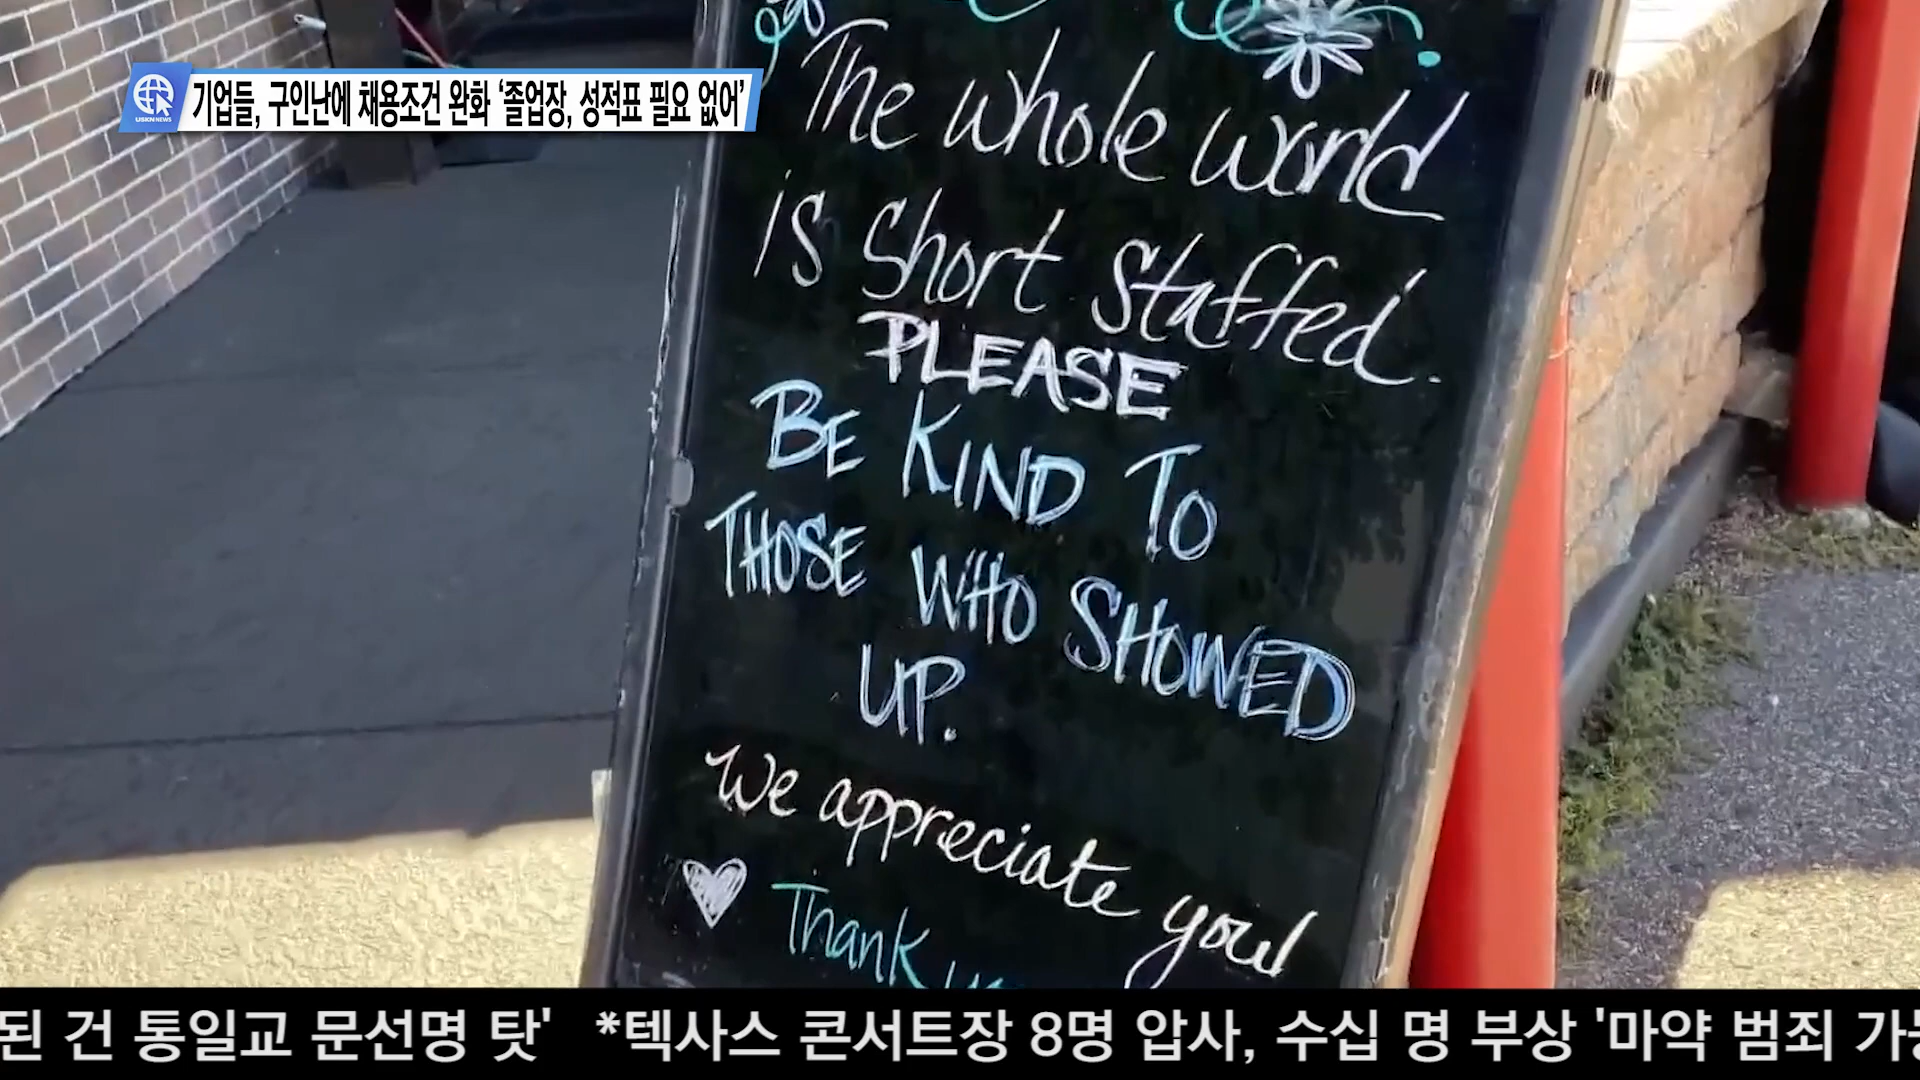 기업들, 구인난에 채용조건 완화 ‘졸업장, 성적표 필요 없어’
USKN NEWS
The whole world
is short staffed.
PLEASE
BE KIND TO
THOSE WHO SHOWED
UP.
We appreciate you!
Thank
된 건 통일교 문선명 탓' *텍사스 콘서트장 8명 압사, 수십 명 부상 '마약 범죄